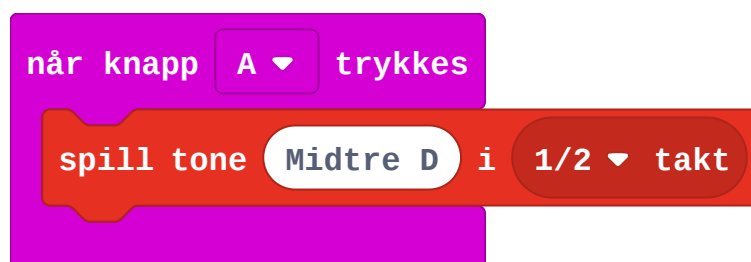 når knapp A trykkes
spill tone Midtre D i 1/2 takt